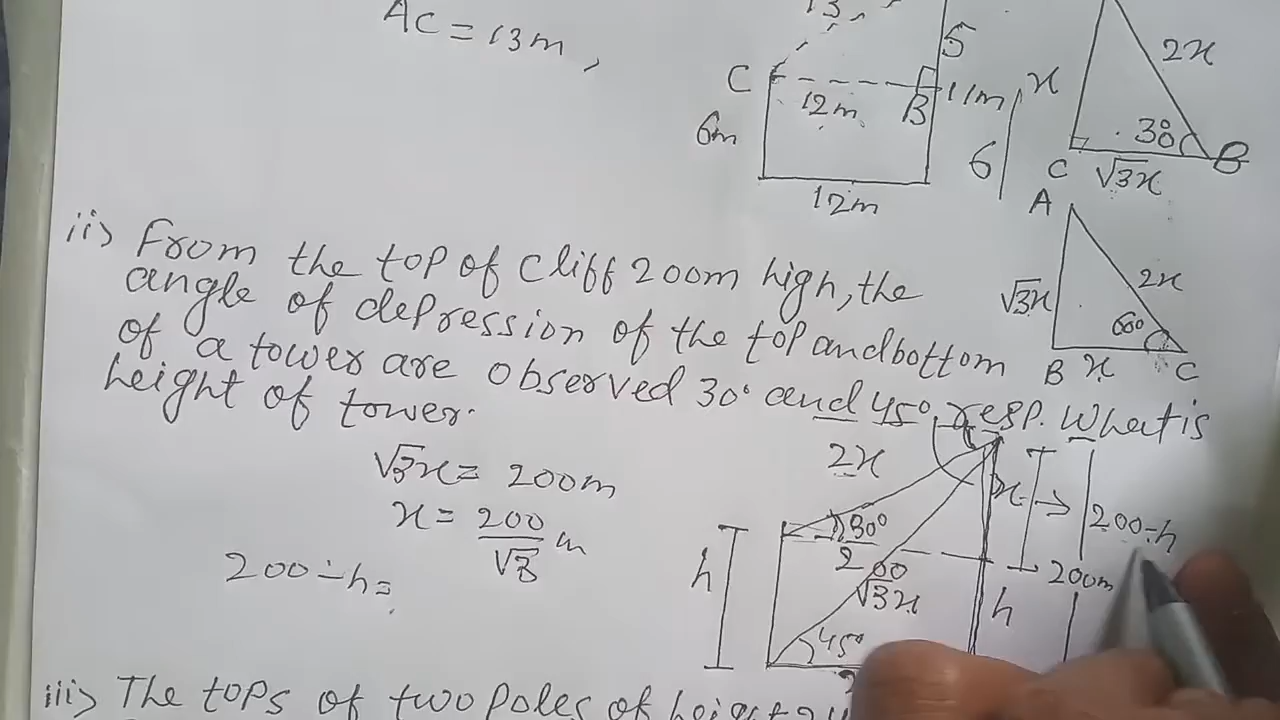 AC = 13m,
13
5
C
12m
B
11m
6m
6
12m
x
2x
30°
C
√3x
B
A
√3x
2x
60°
B x C
ii> From the top of cliff 200m high, the
angle of depression of the top and bottom
of a tower are observed 30° and 45° resp. What is
height of tower.
√3x = 200m
x = 200/√3 m
200-h =
2x
30°
200
√3x
45°
h
x
200-h
200m
h
iii> The tops of two poles of height 24